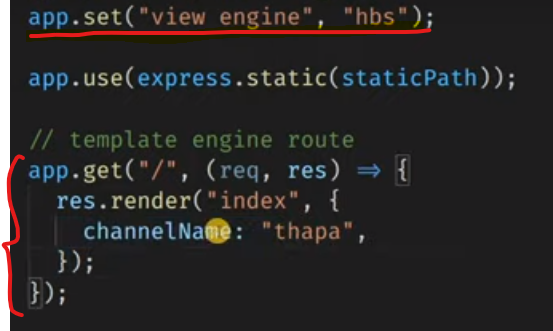 app.set("view engine", "hbs");
app.use(express.static(staticPath));
// template engine route
app.get("/", (req, res) => {
res.render("index", {
channelName: "thapa",
});
});